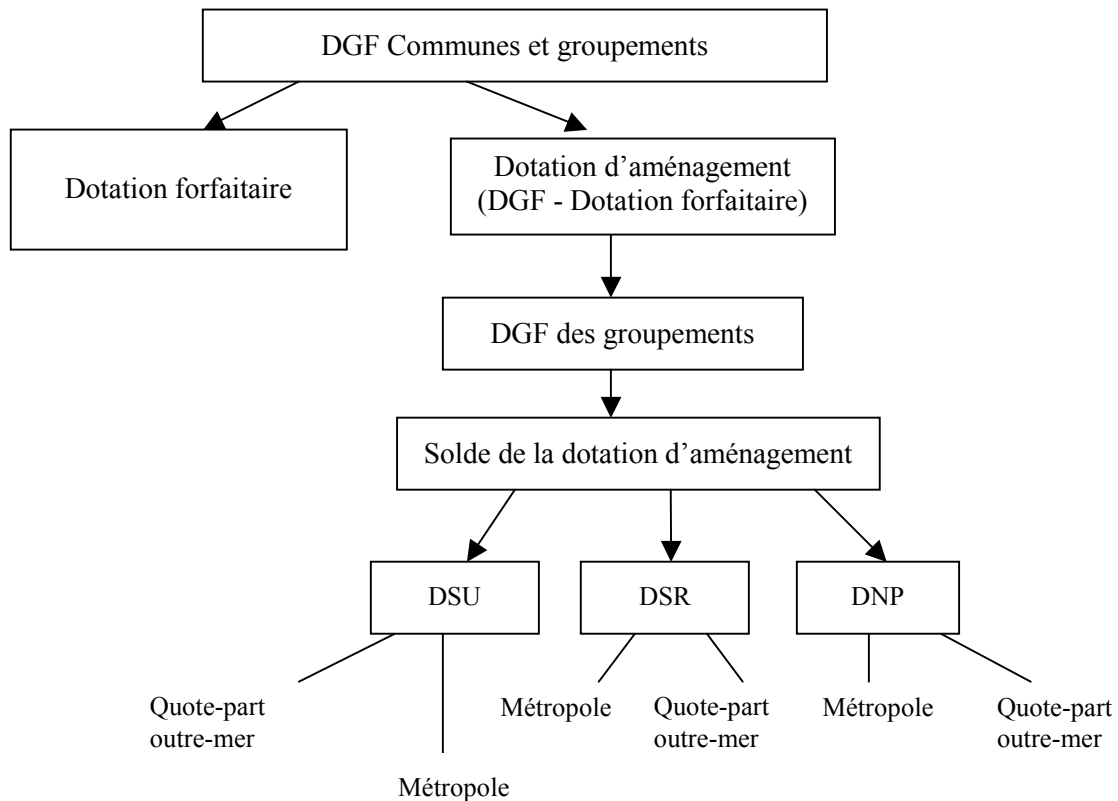 DGF Communes et groupements
Dotation forfaitaire
Dotation d’aménagement
(DGF - Dotation forfaitaire)
DGF des groupements
Solde de la dotation d’aménagement
DSU
DSR
DNP
Quote-part
outre-mer
Métropole
Métropole
Quote-part
outre-mer
Métropole
Quote-part
outre-mer